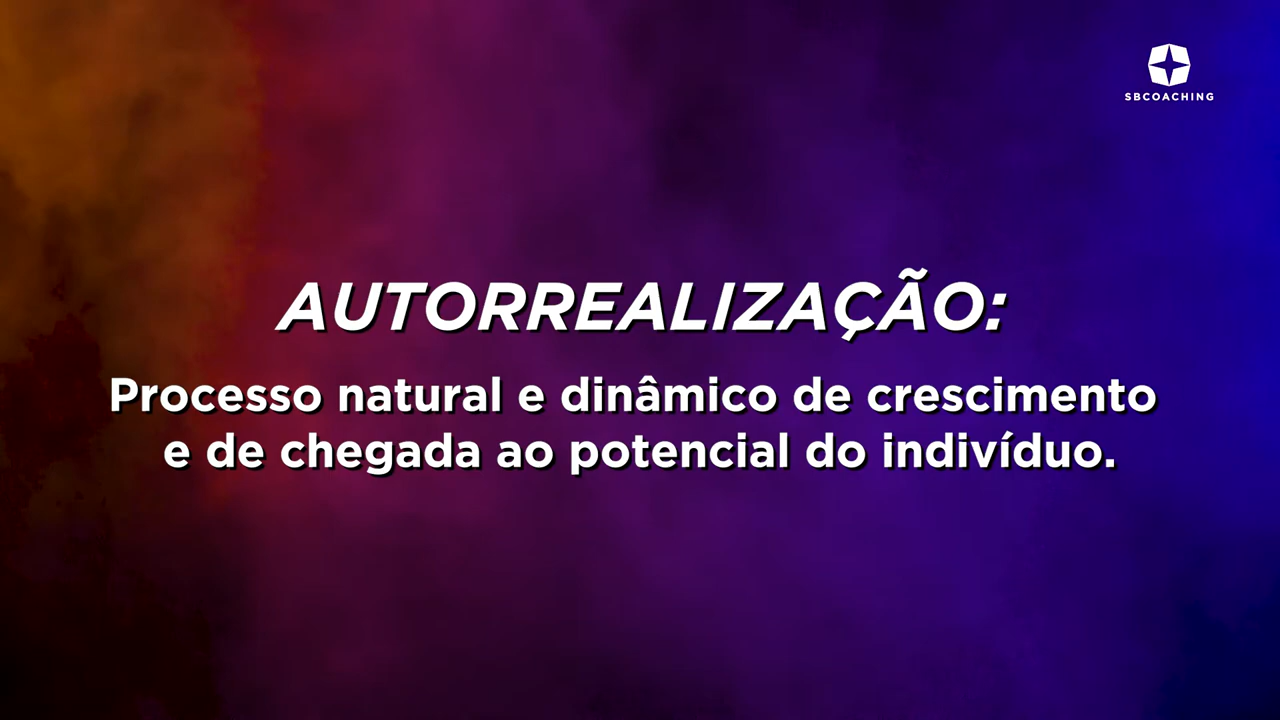 SBCOACHING
AUTORREALIZAÇÃO:
Processo natural e dinâmico de crescimento
e de chegada ao potencial do indivíduo.